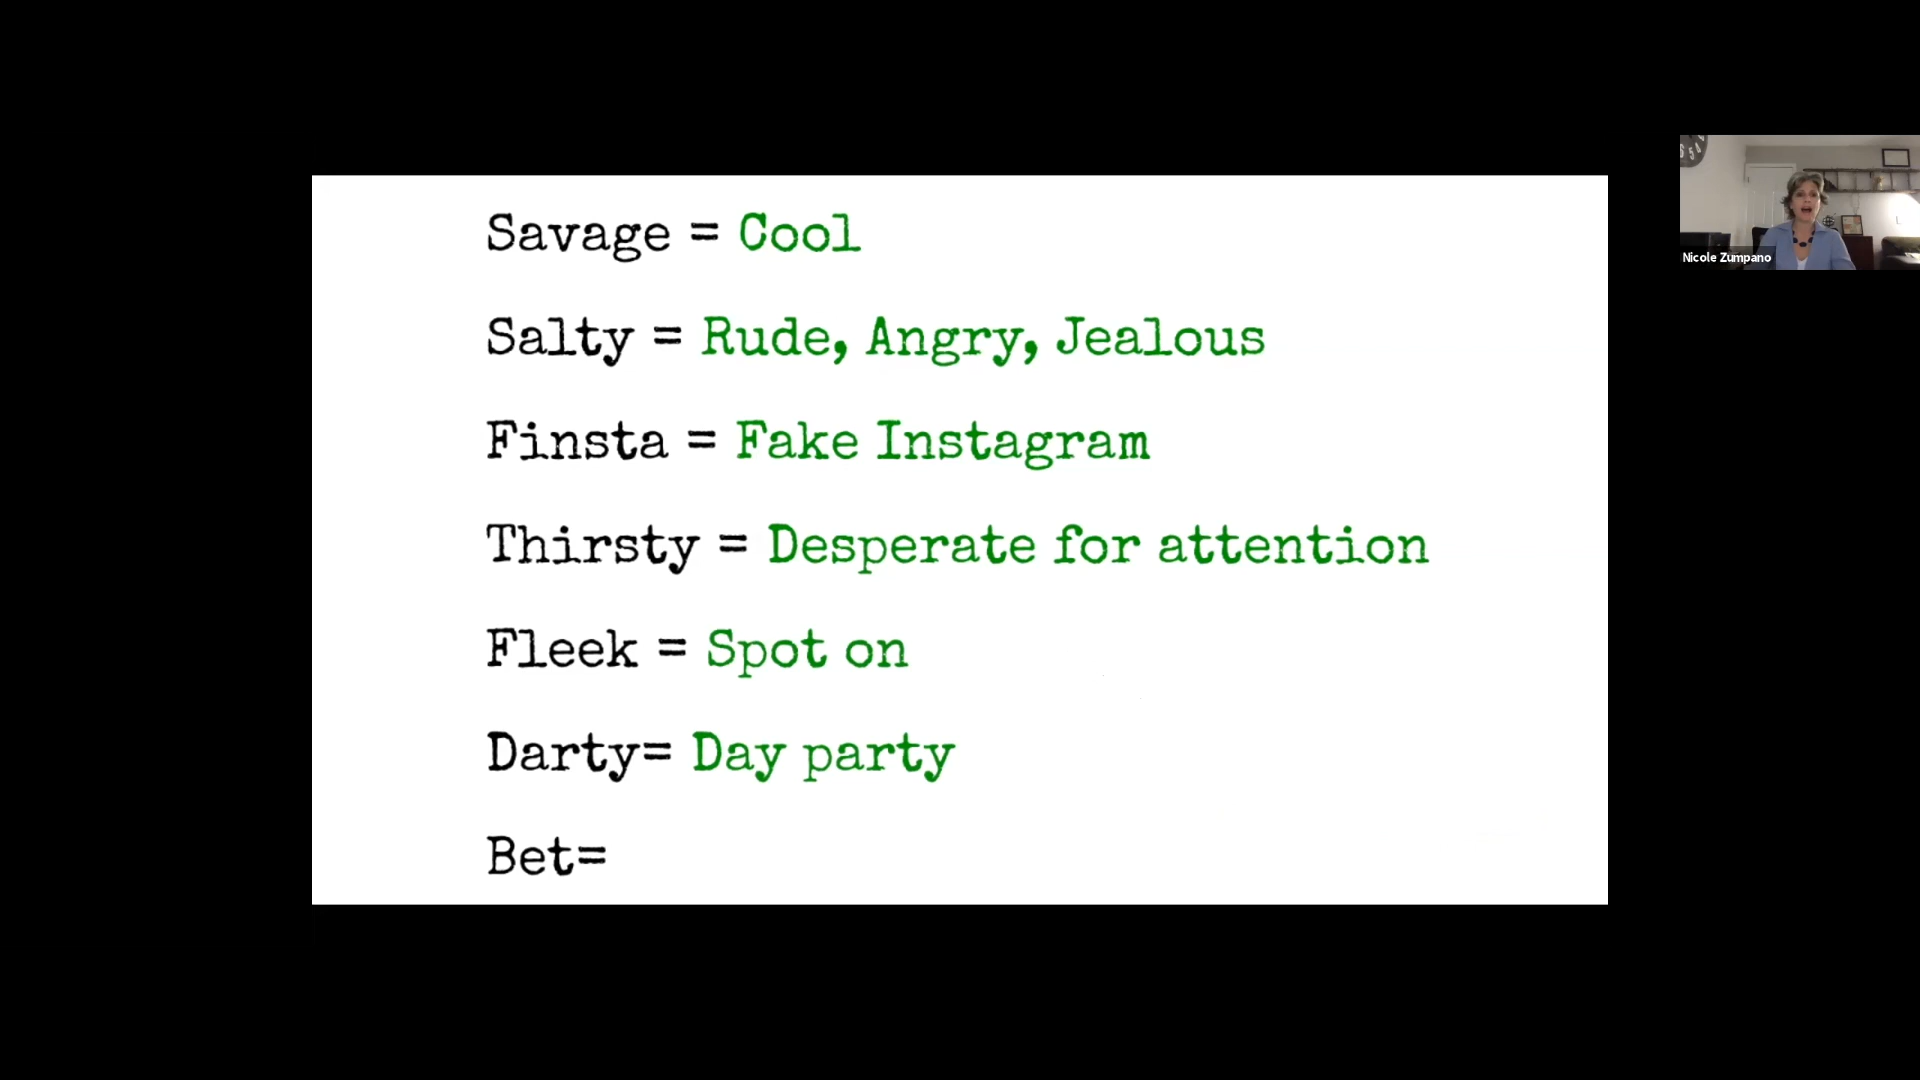 Savage = Cool
Salty = Rude, Angry, Jealous
Finsta = Fake Instagram
Thirsty = Desperate for attention
Fleek = Spot on
Darty= Day party
Bet=
Nicole Zumpano